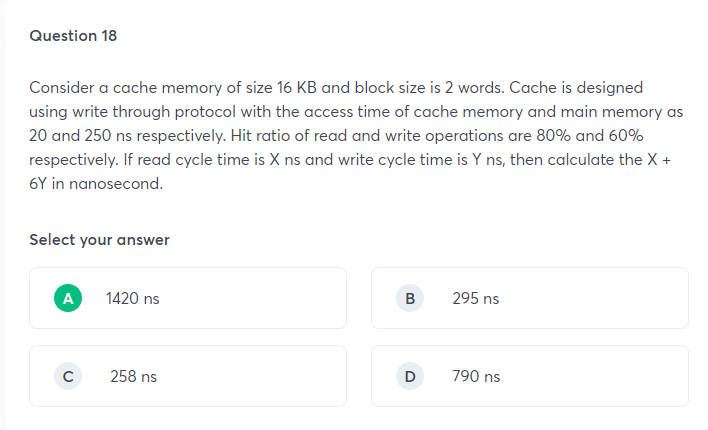 Question 18
Consider a cache memory of size 16 KB and block size is 2 words. Cache is designed
using write through protocol with the access time of cache memory and main memory as
20 and 250 ns respectively. Hit ratio of read and write operations are 80% and 60%
respectively. If read cycle time is X ns and write cycle time is Y ns, then calculate the X +
6Y in nanosecond.
Select your answer
A 1420 ns
B 295 ns
C 258 ns
D 790 ns